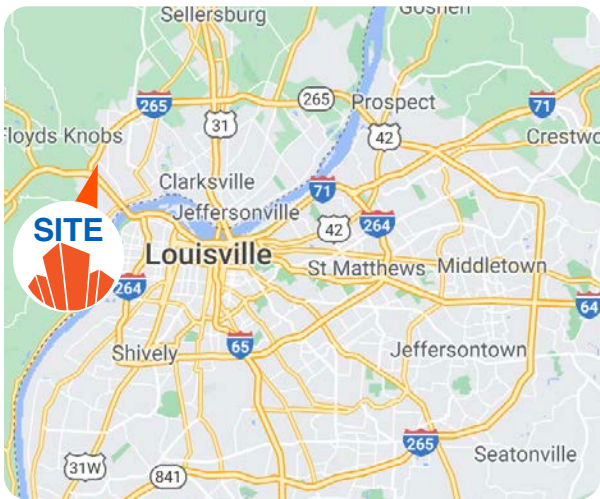 Sellersburg
Goshen
265
265
Prospect
71
31
42
Floyds Knobs
Crestwo
Clarksville
71
Jeffersonville
264
42
SITE
Louisville
St Matthews
Middletown
264
64
65
Shively
Jeffersontown
265
Seatonville
31W
841